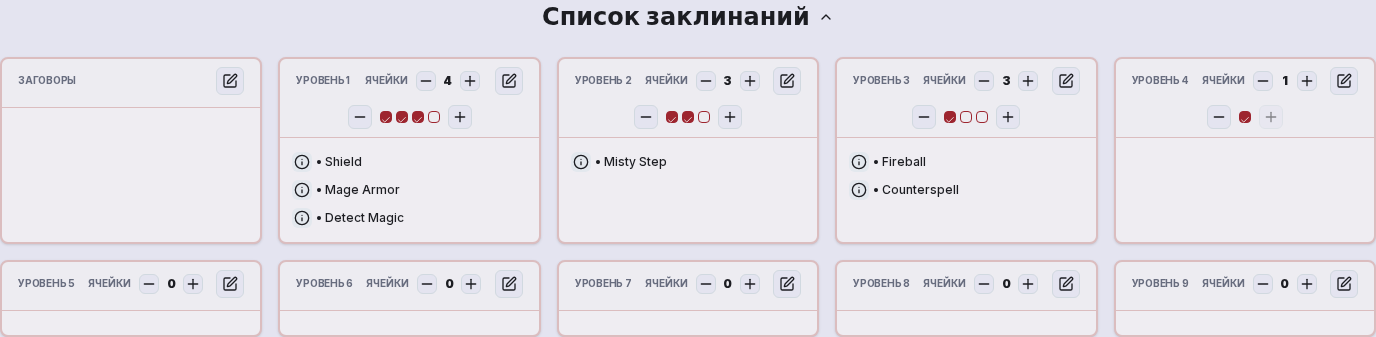 Список заклинаний
ЗАГОВОРЫ
УРОВЕНЬ 1 ЯЧЕЙКИ 4
УРОВЕНЬ 2 ЯЧЕЙКИ 3
УРОВЕНЬ 3 ЯЧЕЙКИ 3
УРОВЕНЬ 4 ЯЧЕЙКИ 1
• Shield
• Mage Armor
• Detect Magic
• Misty Step
• Fireball
• Counterspell
УРОВЕНЬ 5 ЯЧЕЙКИ 0
УРОВЕНЬ 6 ЯЧЕЙКИ 0
УРОВЕНЬ 7 ЯЧЕЙКИ 0
УРОВЕНЬ 8 ЯЧЕЙКИ 0
УРОВЕНЬ 9 ЯЧЕЙКИ 0